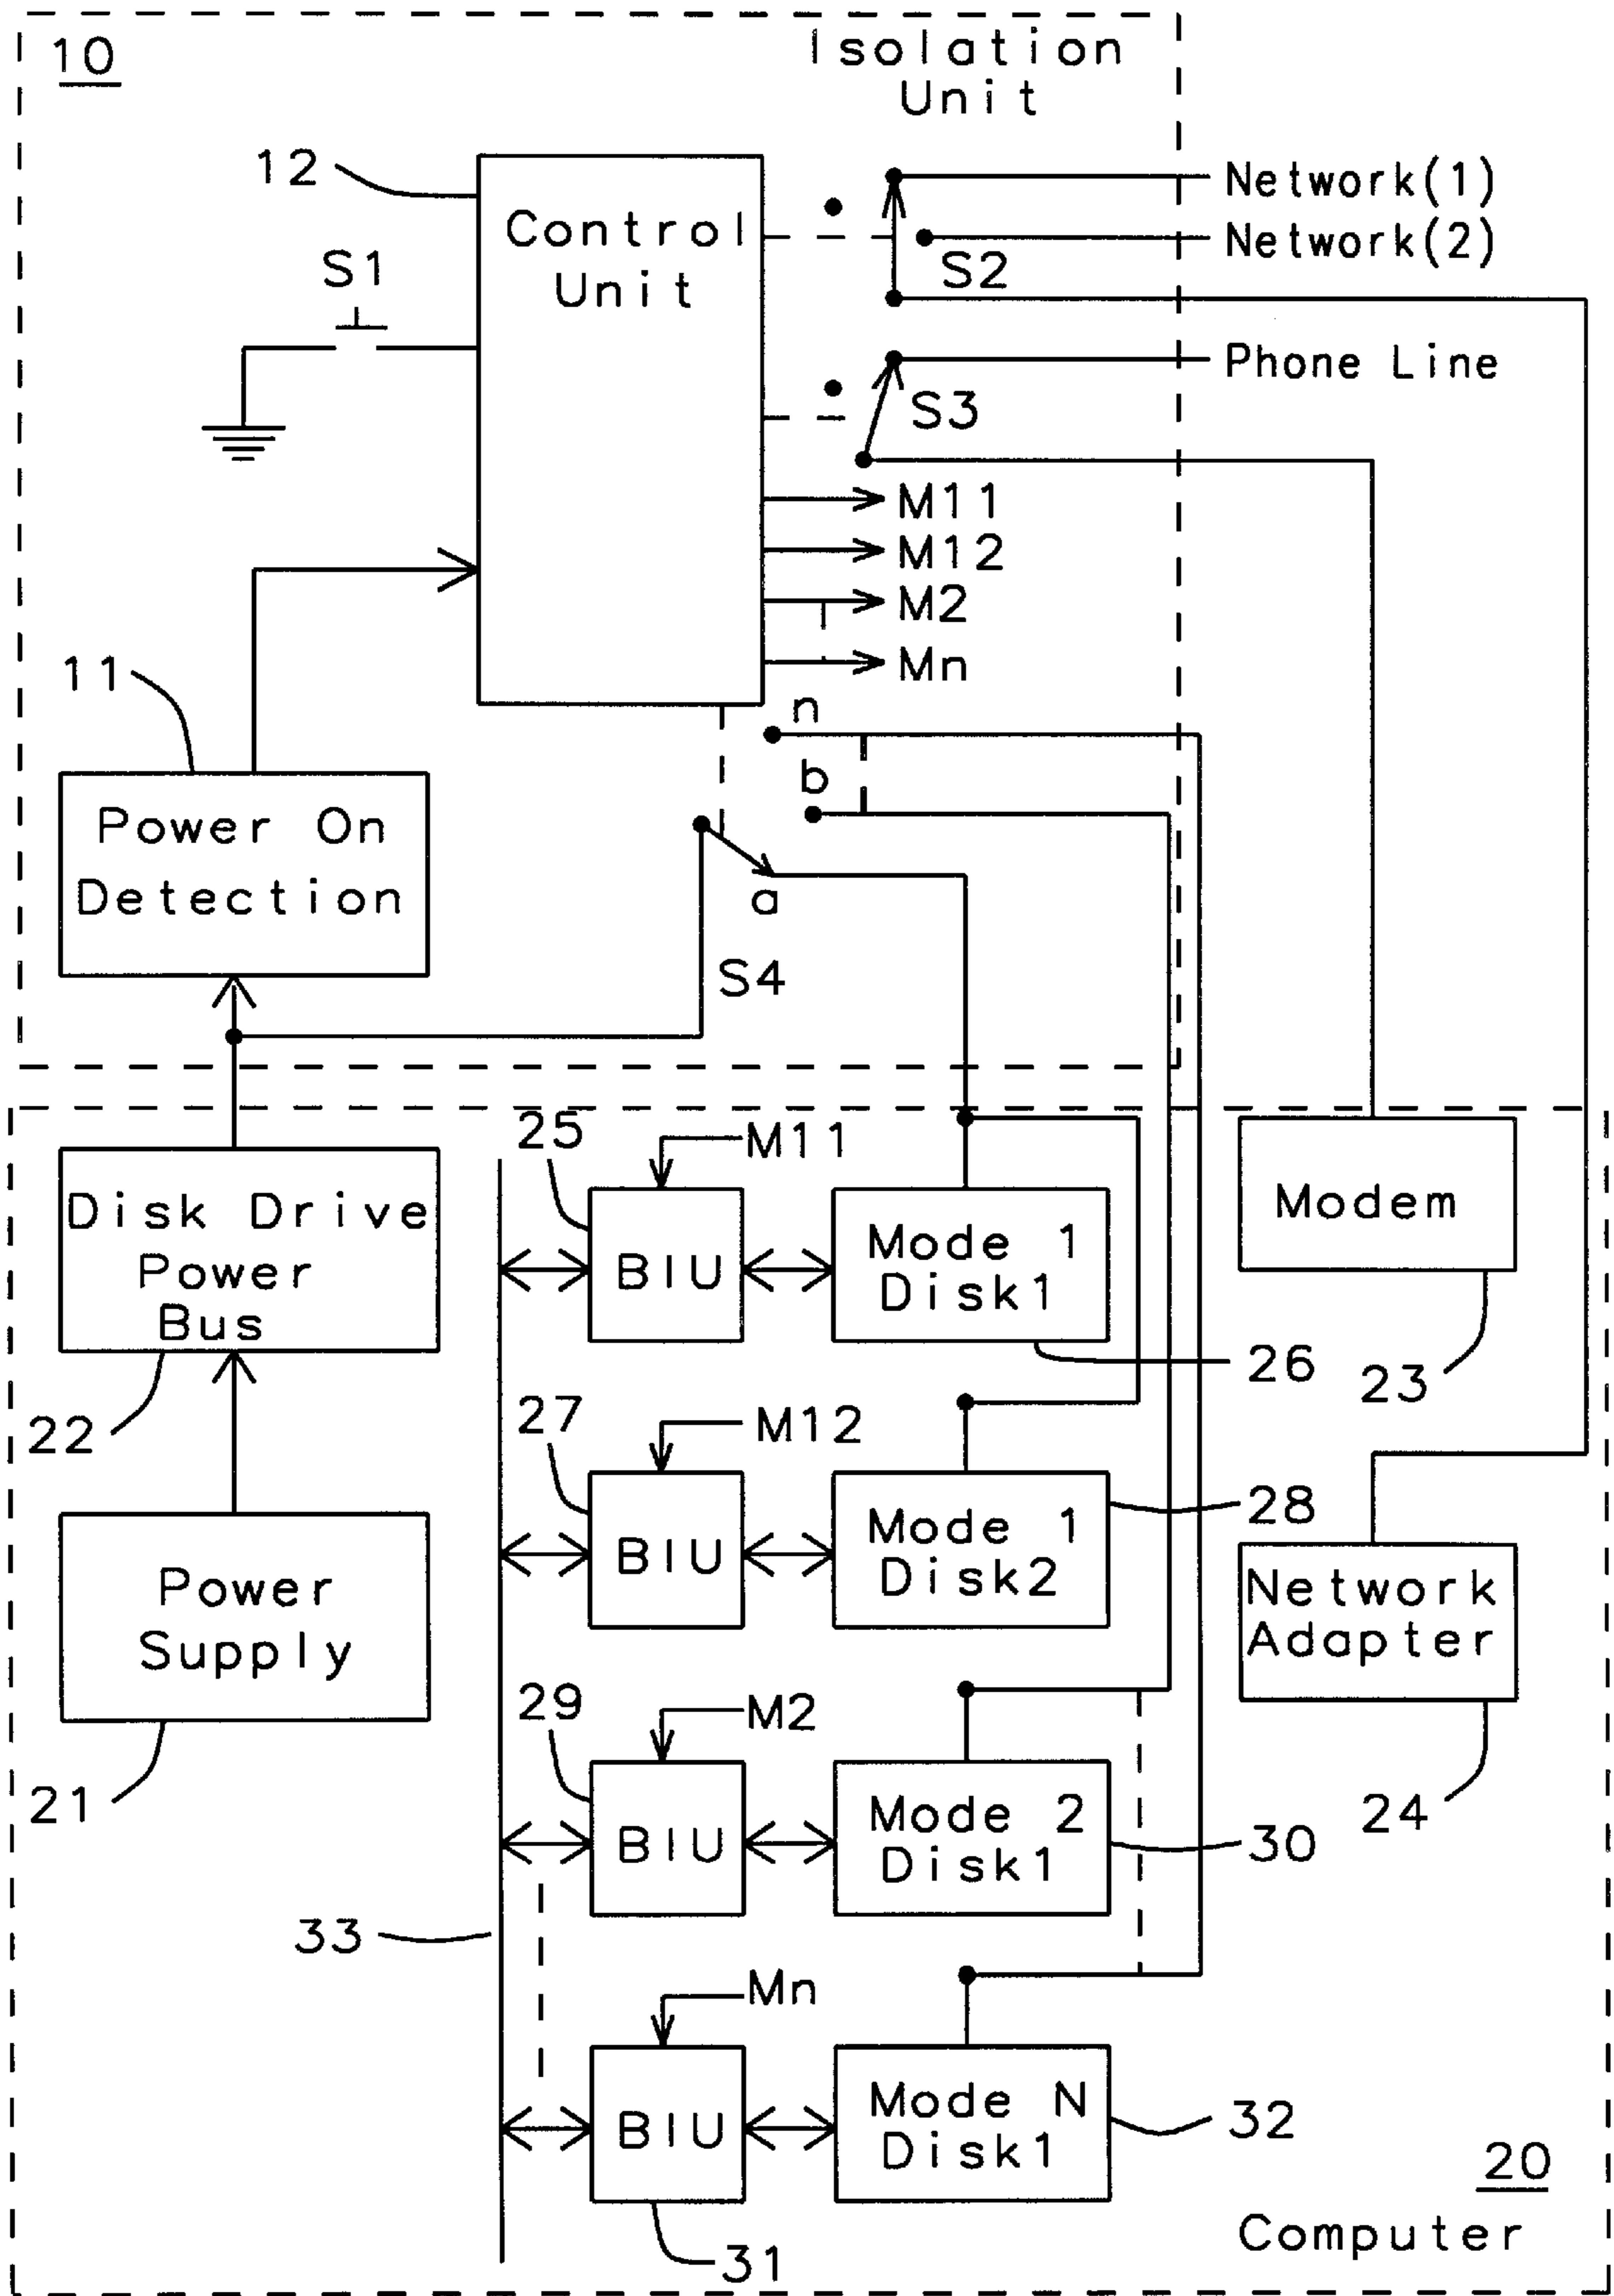 10
Isolation
Unit
12
Control
Unit
S1
Network(1)
Network(2)
S2
Phone Line
S3
M11
M12
M2
Mn
11
n
b
a
Power On
Detection
S4
25
M11
Disk Drive
Power
Bus
BIU
Mode 1
Disk1
Modem
26
23
22
27
M12
BIU
Mode 1
Disk2
28
Power
Supply
Network
Adapter
29
M2
21
BIU
Mode 2
Disk1
30
24
33
Mn
BIU
Mode N
Disk1
32
31
20
Computer